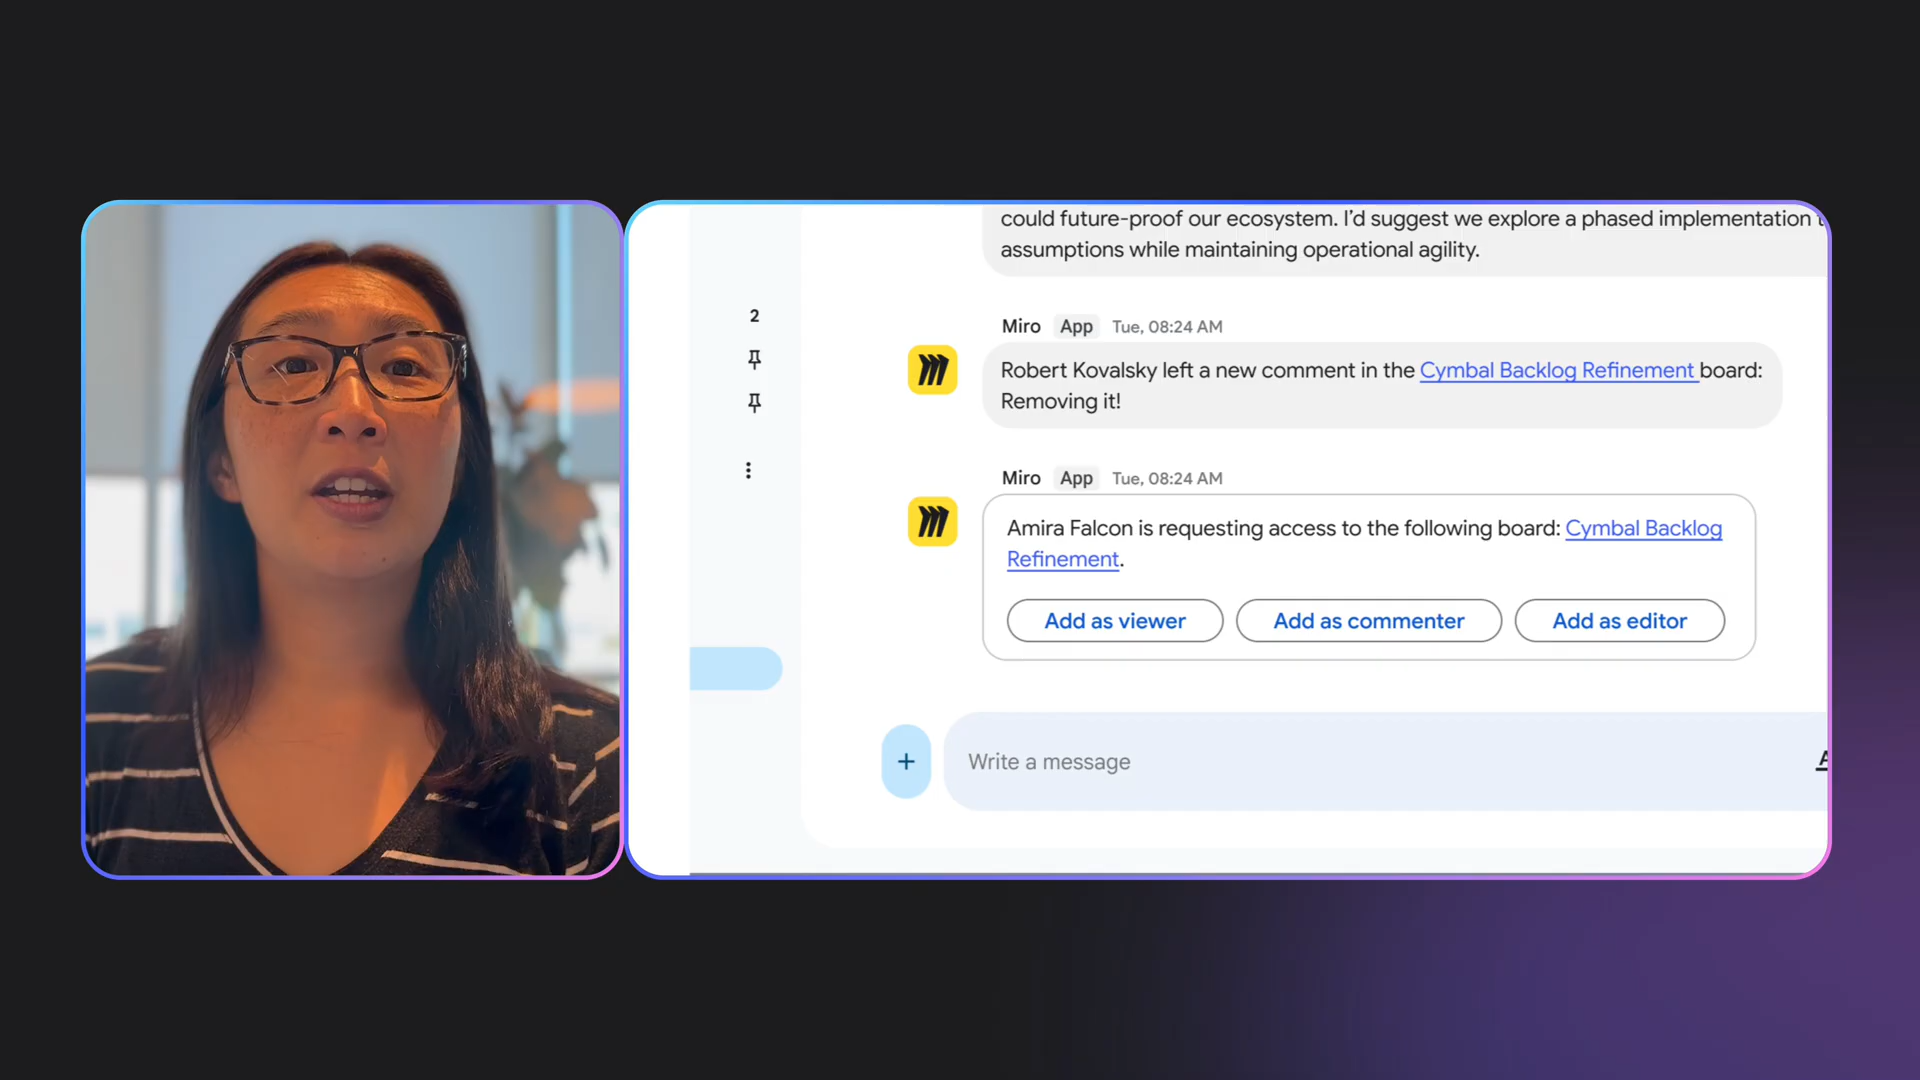 could future-proof our ecosystem. I'd suggest we explore a phased implementation
assumptions while maintaining operational agility.
2
Miro App Tue, 08:24 AM
Robert Kovalsky left a new comment in the Cymbal Backlog Refinement board:
Removing it!
Miro App Tue, 08:24 AM
Amira Falcon is requesting access to the following board: Cymbal Backlog
Refinement.
Add as viewer Add as commenter Add as editor
Write a message